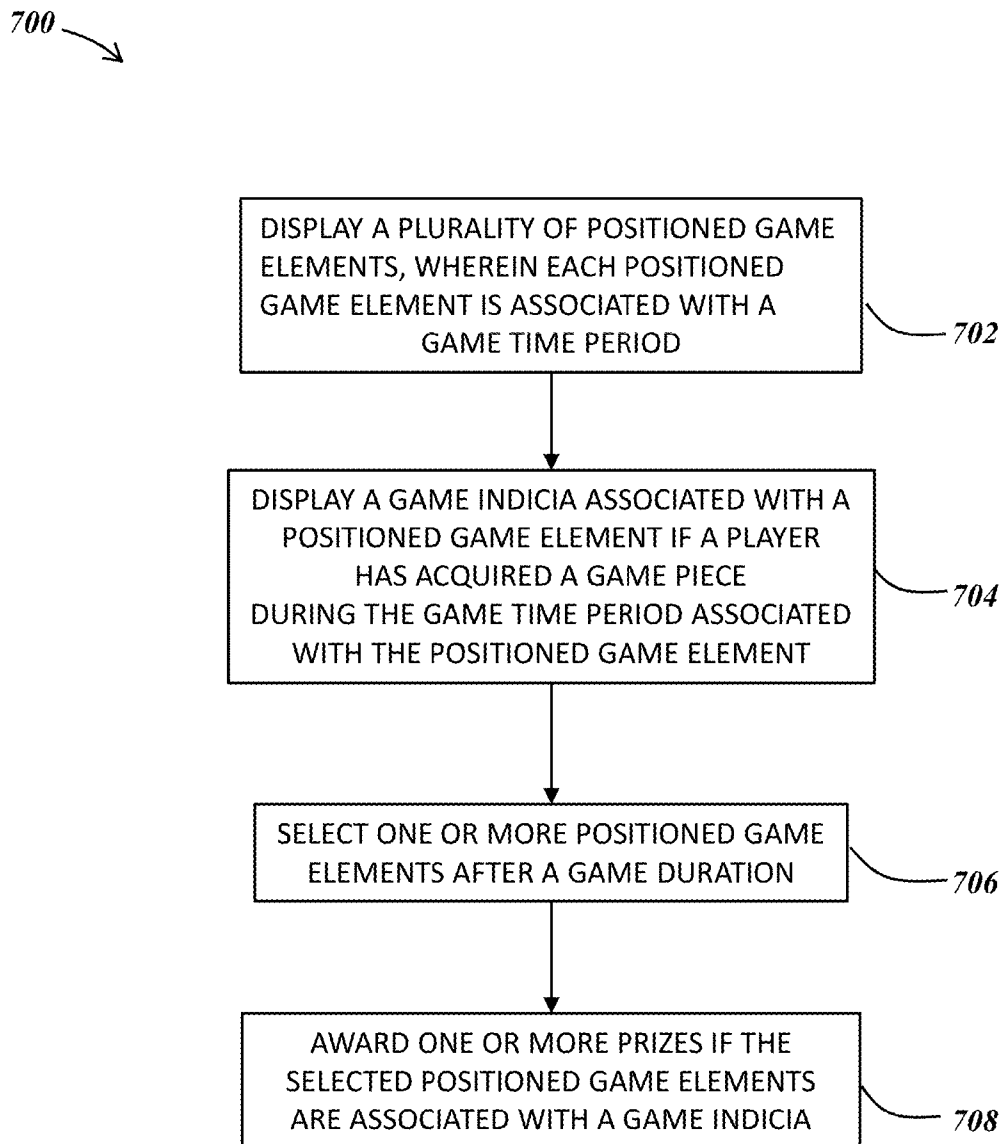 700
DISPLAY A PLURALITY OF POSITIONED GAME
ELEMENTS, WHEREIN EACH POSITIONED
GAME ELEMENT IS ASSOCIATED WITH A
GAME TIME PERIOD
702
DISPLAY A GAME INDICIA ASSOCIATED WITH A
POSITIONED GAME ELEMENT IF A PLAYER
HAS ACQUIRED A GAME PIECE
DURING THE GAME TIME PERIOD ASSOCIATED
WITH THE POSITIONED GAME ELEMENT
704
SELECT ONE OR MORE POSITIONED GAME
ELEMENTS AFTER A GAME DURATION
706
AWARD ONE OR MORE PRIZES IF THE
SELECTED POSITIONED GAME ELEMENTS
ARE ASSOCIATED WITH A GAME INDICIA
708